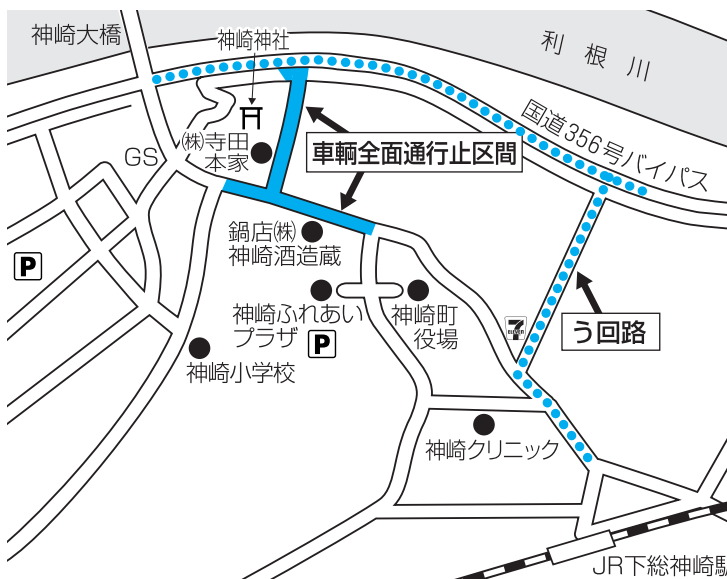 神崎大橋
神崎神社
利根川
国道356号バイパス
GS
㈱寺田
本家
車輌全面通行止区間
鍋店㈱
神崎酒造蔵
P
神崎ふれあい
プラザ
P
神崎町
役場
7
ELEVEN
う回路
神崎小学校
神崎クリニック
JR下総神崎駅